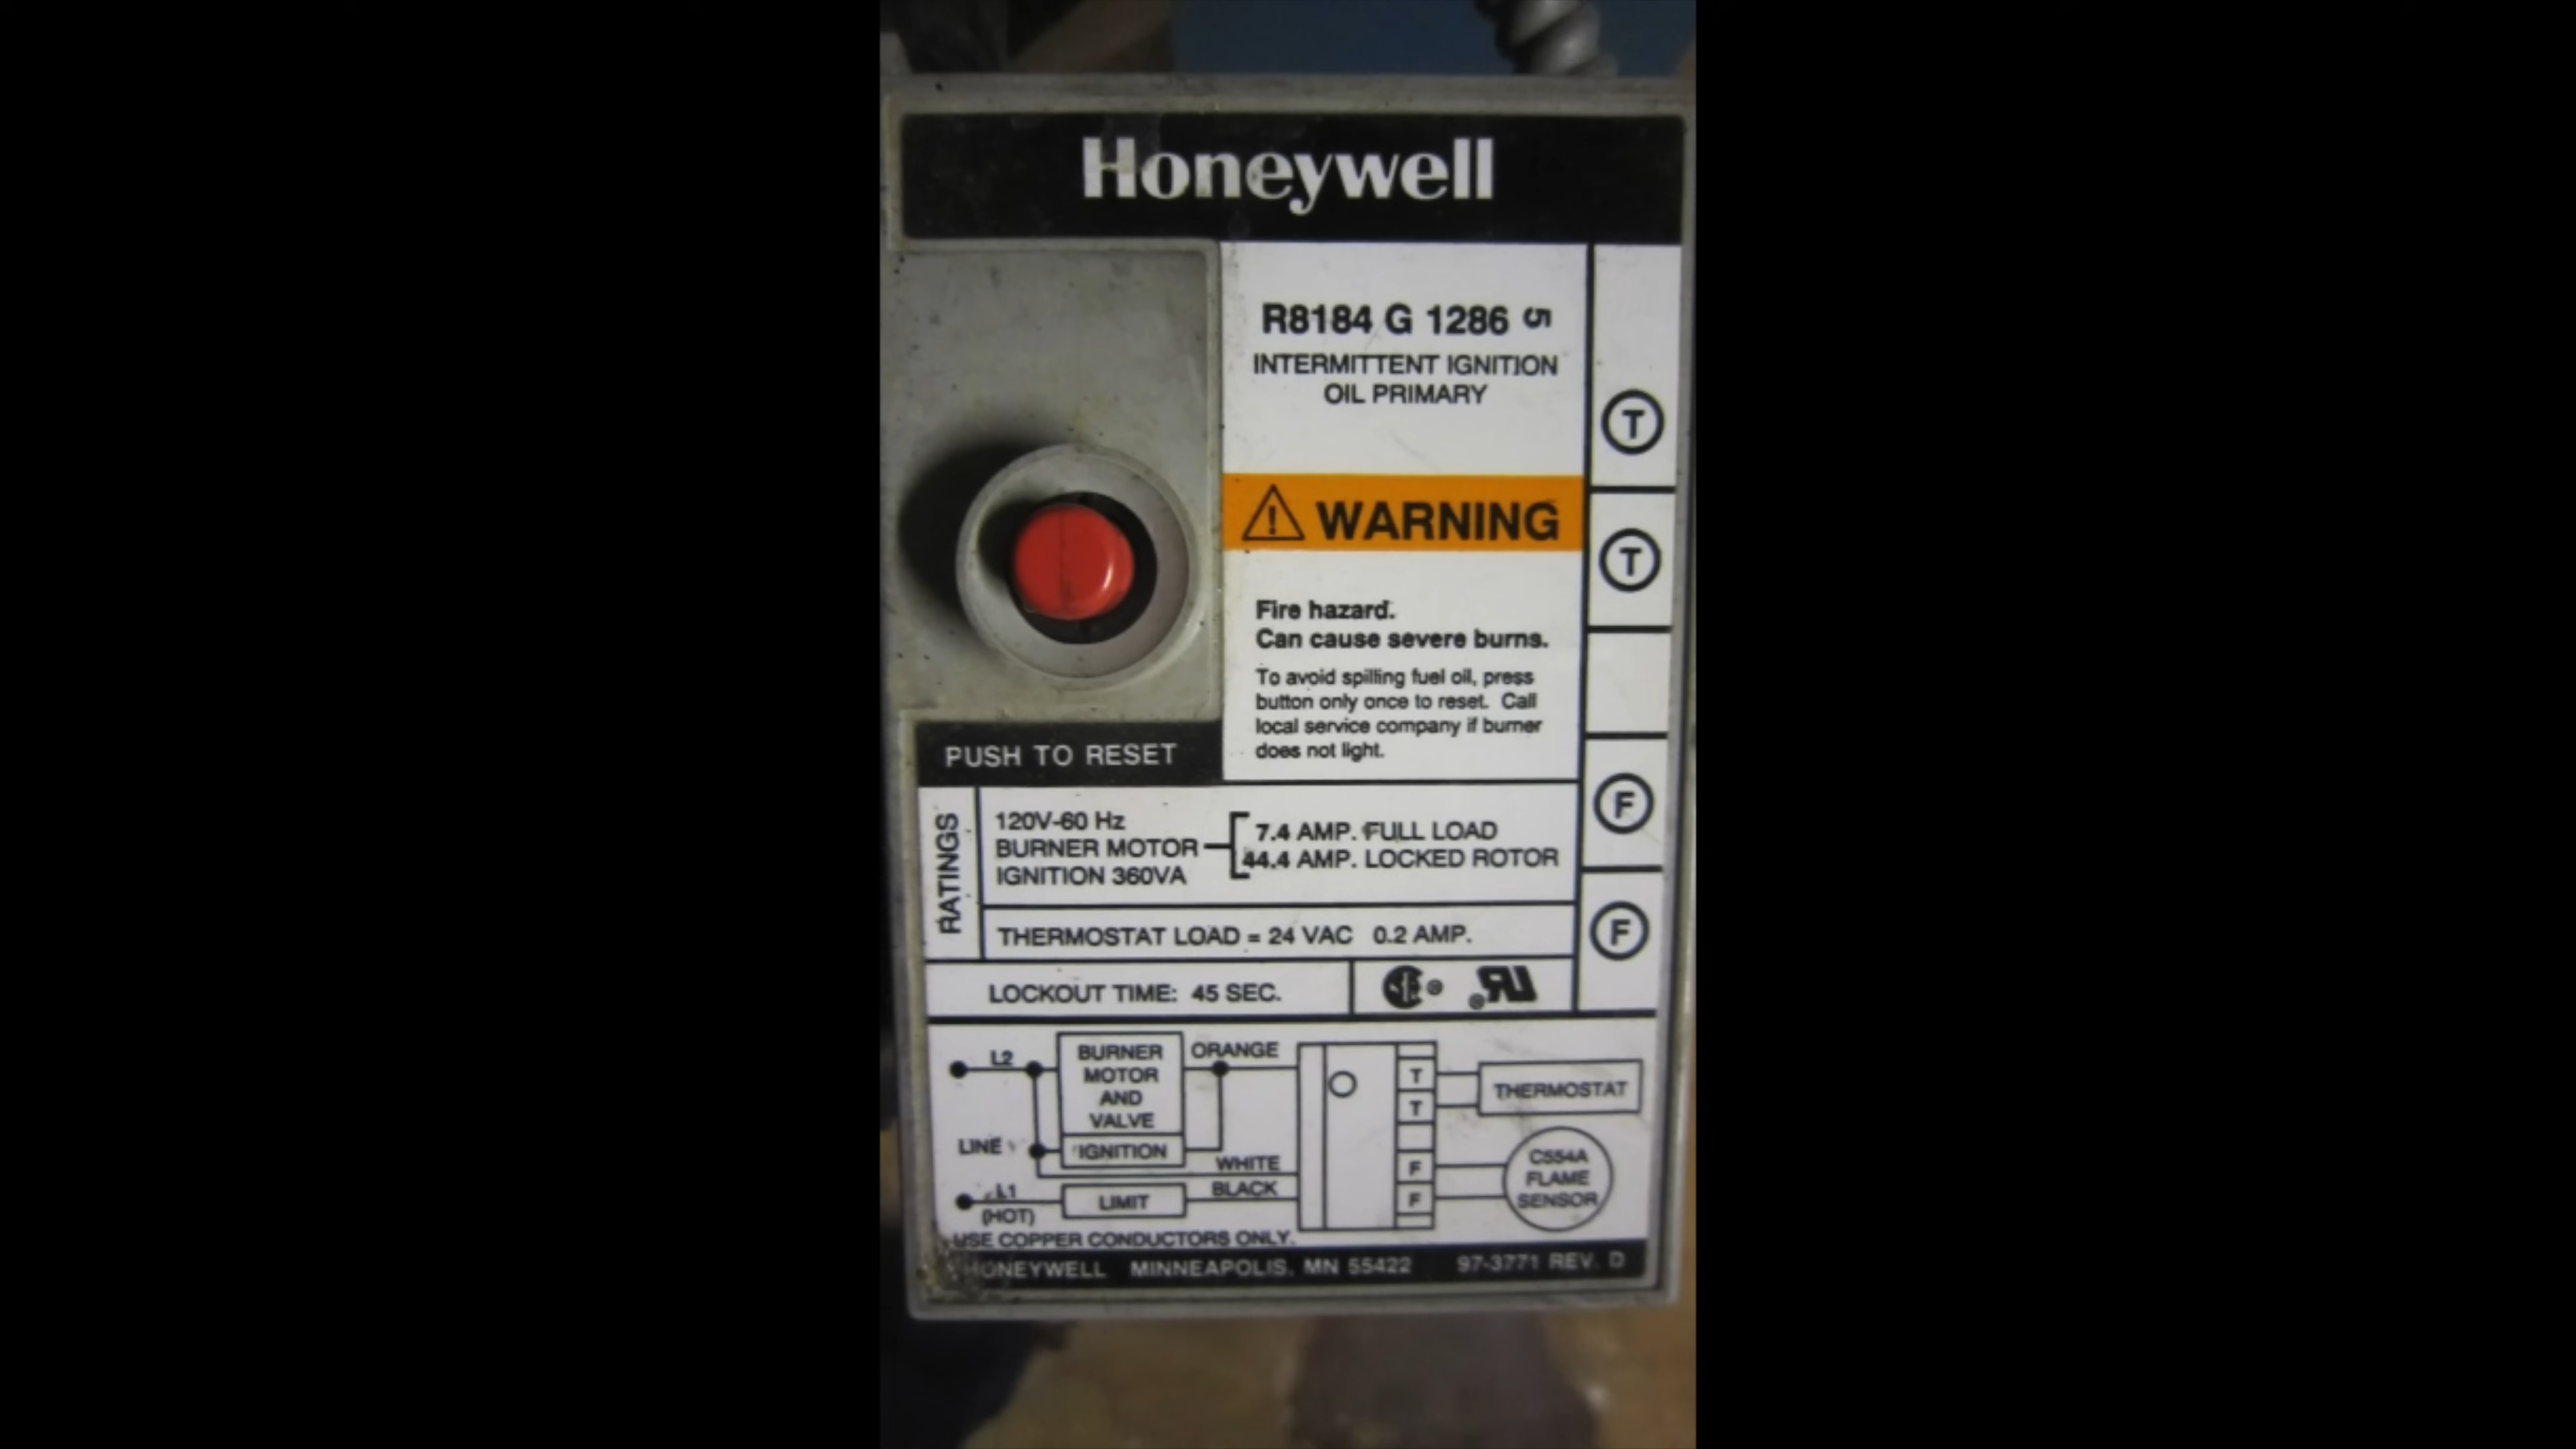 Honeywell
R8184 G 1286 5
INTERMITTENT IGNITION
OIL PRIMARY
WARNING
Fire hazard.
Can cause severe burns.
To avoid spilling fuel oil, press
button only once to reset. Call
local service company if burner
does not light.
T
T
F
F
PUSH TO RESET
RATINGS
120V-60 Hz
BURNER MOTOR
IGNITION 360VA
7.4 AMP. FULL LOAD
44.4 AMP. LOCKED ROTOR
THERMOSTAT LOAD = 24 VAC 0.2 AMP.
LOCKOUT TIME: 45 SEC.
L2
BURNER
MOTOR
AND
VALVE
ORANGE
LINE
IGNITION
WHITE
BLACK
L1
(HOT)
LIMIT
T
T
F
F
THERMOSTAT
C554A
FLAME
SENSOR
USE COPPER CONDUCTORS ONLY.
HONEYWELL MINNEAPOLIS, MN 55422 97-3771 REV. D